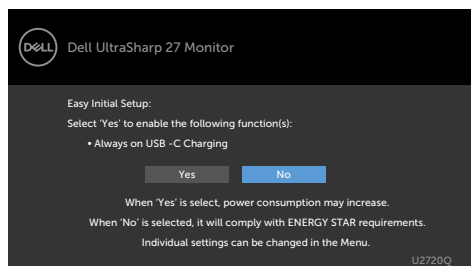 DELL
Dell UltraSharp 27 Monitor
Easy Initial Setup:
Select ‘Yes’ to enable the following function(s):
• Always on USB -C Charging
Yes No
When ‘Yes’ is select, power consumption may increase.
When ‘No’ is selected, it will comply with ENERGY STAR requirements.
Individual settings can be changed in the Menu.
U2720Q